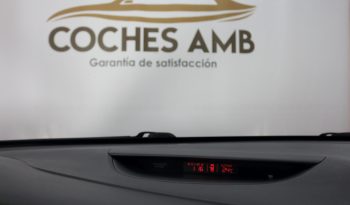 COCHES AMB
Garantía de satisfacción